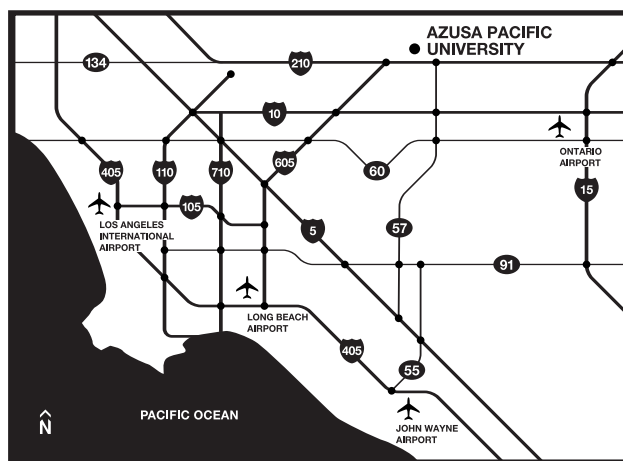 AZUSA PACIFIC
UNIVERSITY
134
210
10
ONTARIO
AIRPORT
405
110
710
605
60
15
105
LOS ANGELES
INTERNATIONAL
AIRPORT
5
57
91
LONG BEACH
AIRPORT
405
55
PACIFIC OCEAN
N
JOHN WAYNE
AIRPORT